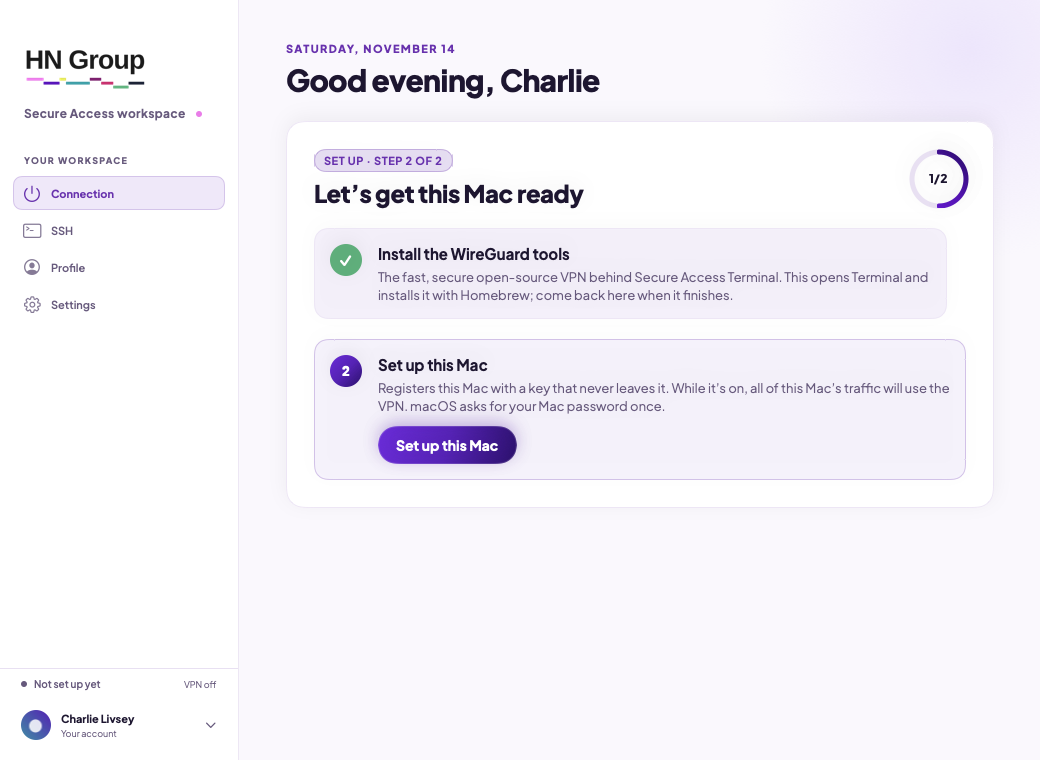 HN Group
Secure Access workspace
YOUR WORKSPACE
Connection
SSH
Profile
Settings
Not set up yet
VPN off
Charlie Livsey
Your account
SATURDAY, NOVEMBER 14
Good evening, Charlie
SET UP · STEP 2 OF 2
Let’s get this Mac ready
1/2
Install the WireGuard tools
The fast, secure open-source VPN behind Secure Access Terminal. This opens Terminal and
installs it with Homebrew; come back here when it finishes.
2
Set up this Mac
Registers this Mac with a key that never leaves it. While it’s on, all of this Mac’s traffic will use the
VPN. macOS asks for your Mac password once.
Set up this Mac